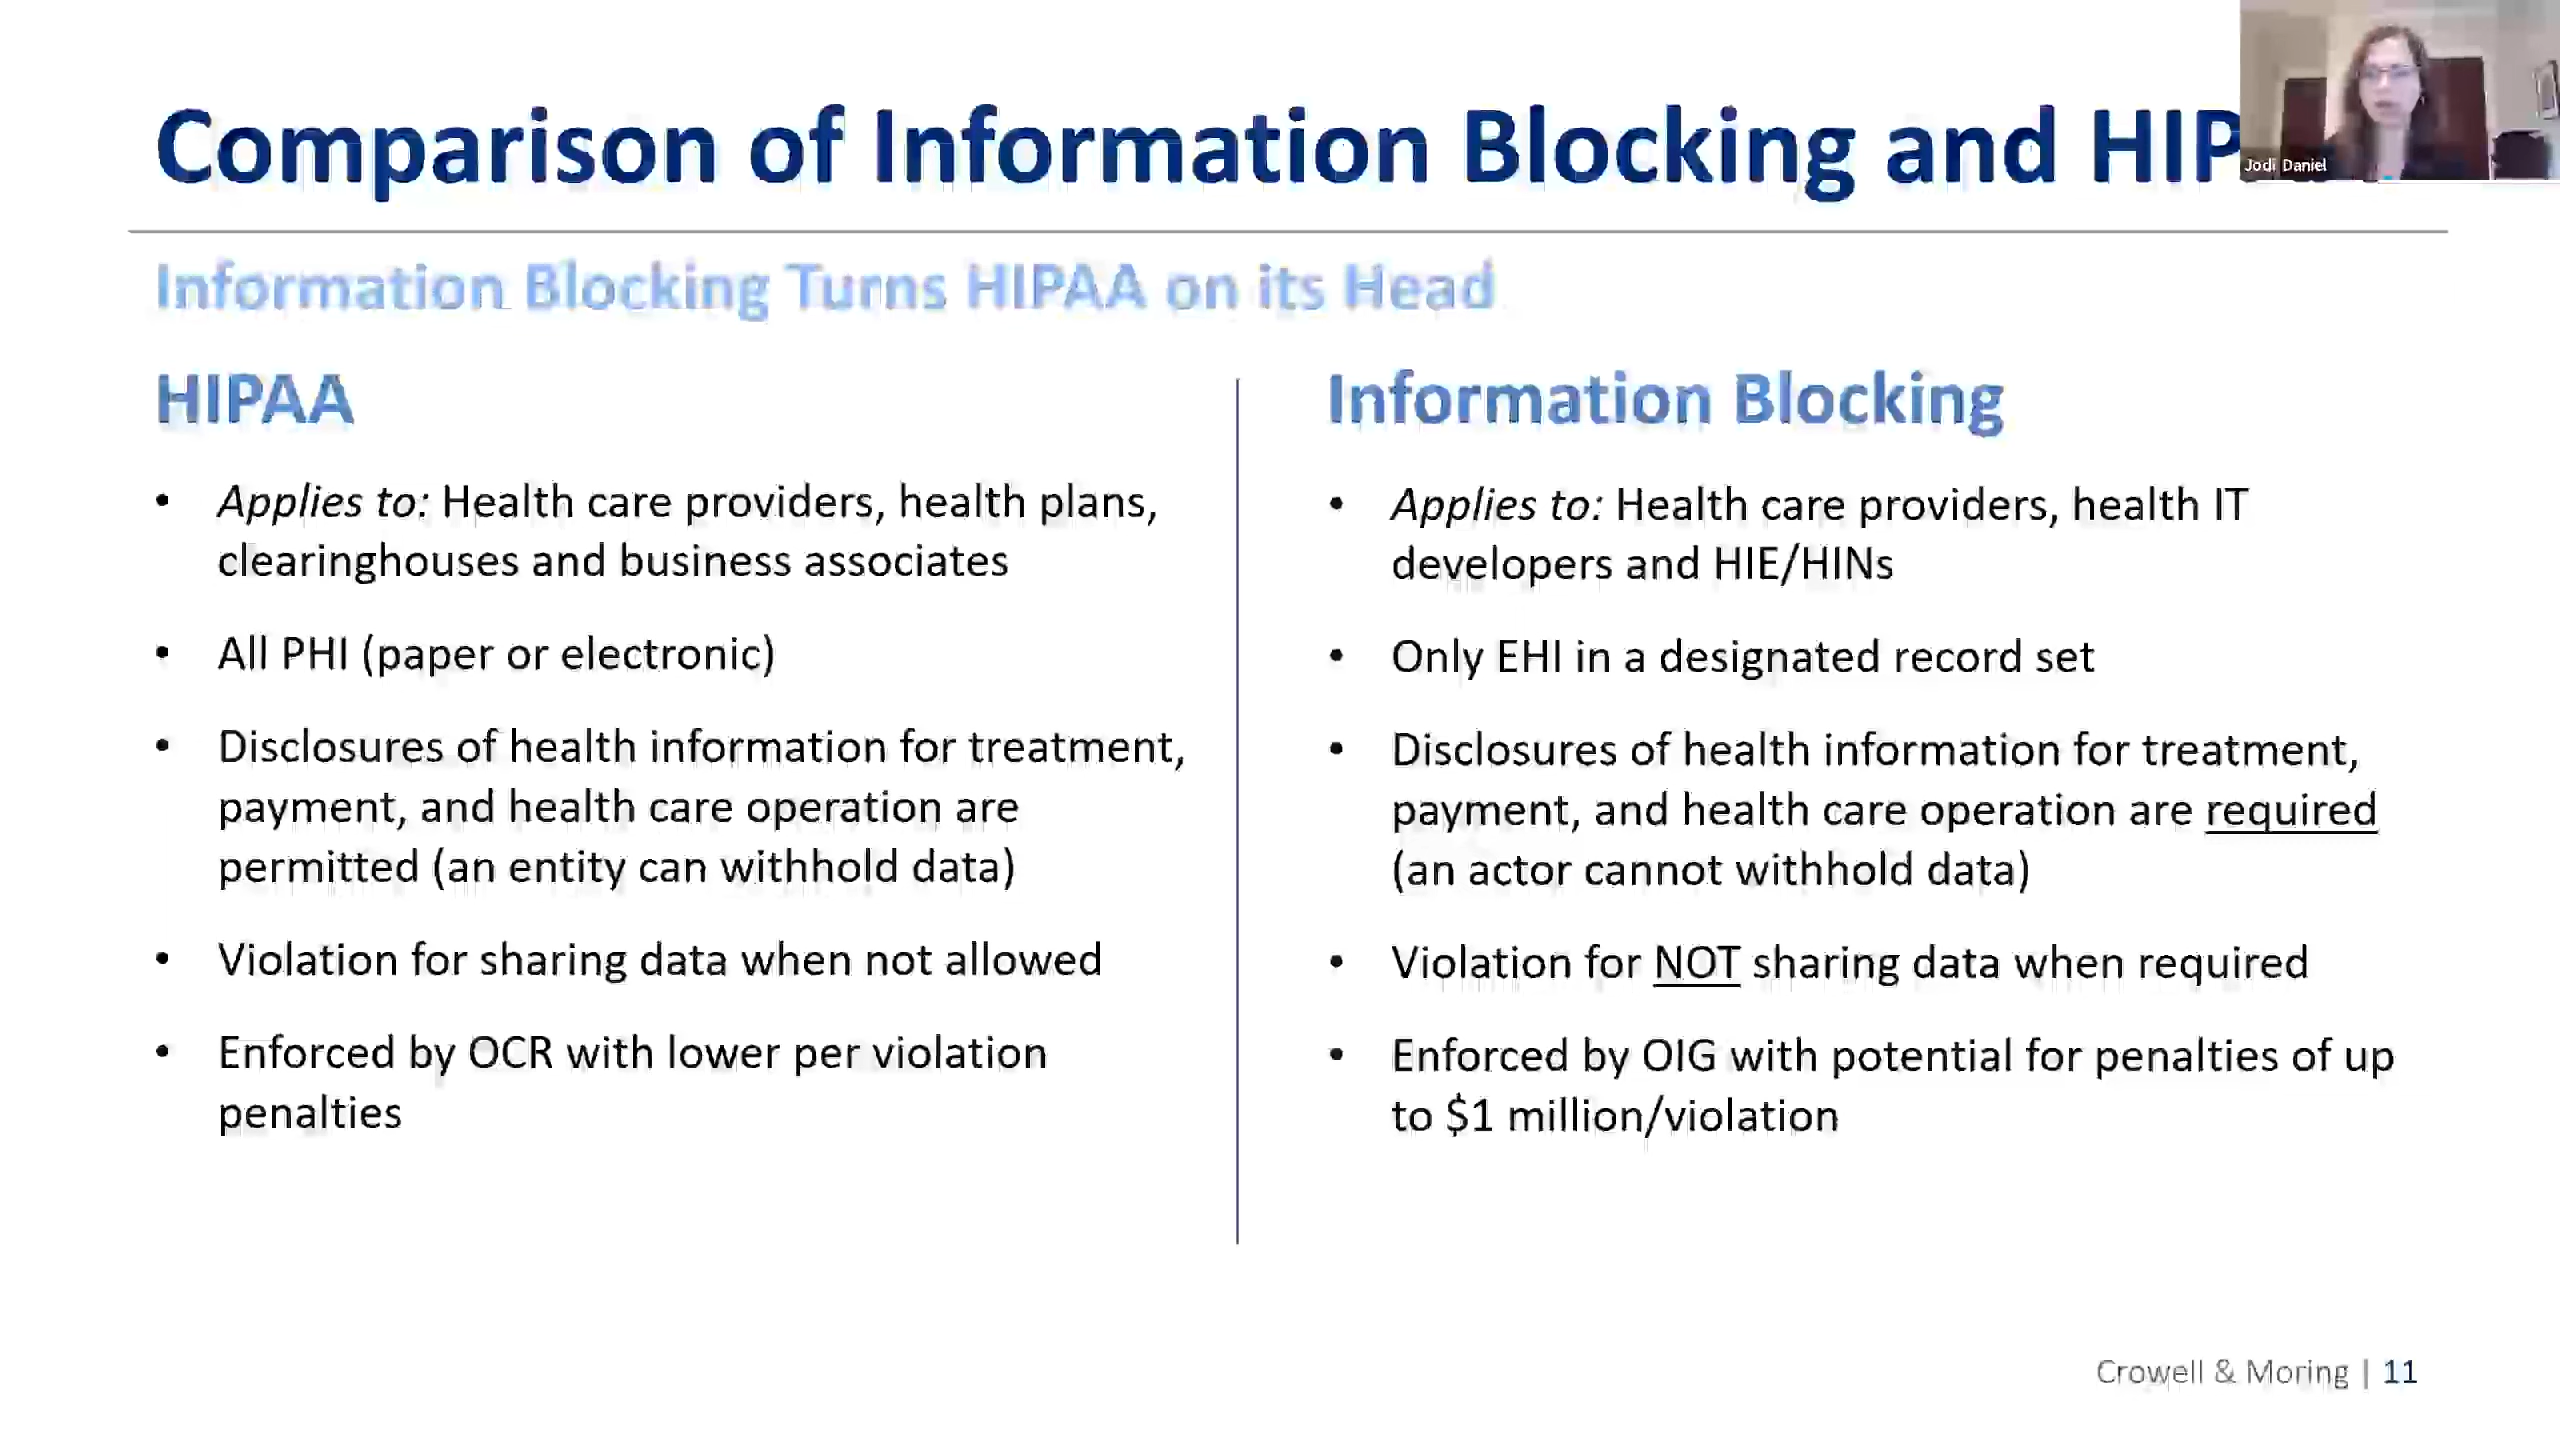 Comparison of Information Blocking and HIP
Jodi Daniel
Information Blocking Turns HIPAA on its Head
HIPAA
• Applies to: Health care providers, health plans,
clearinghouses and business associates
• All PHI (paper or electronic)
• Disclosures of health information for treatment,
payment, and health care operation are
permitted (an entity can withhold data)
• Violation for sharing data when not allowed
• Enforced by OCR with lower per violation
penalties
Information Blocking
• Applies to: Health care providers, health IT
developers and HIE/HINs
• Only EHI in a designated record set
• Disclosures of health information for treatment,
payment, and health care operation are required
(an actor cannot withhold data)
• Violation for NOT sharing data when required
• Enforced by OIG with potential for penalties of up
to $1 million/violation
Crowell & Moring | 11